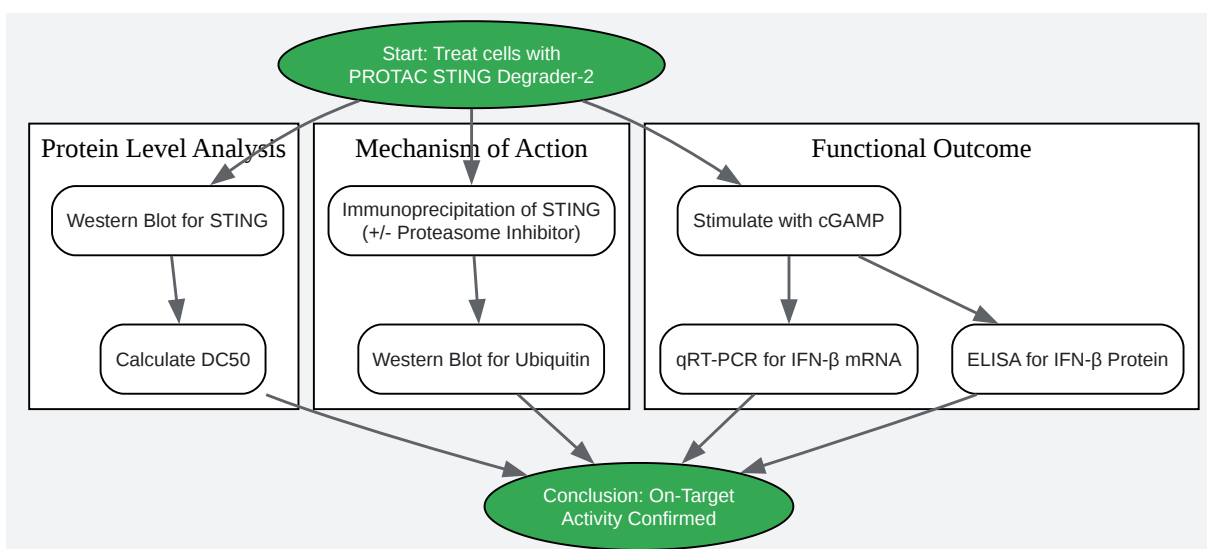 Start: Treat cells with
PROTAC STING Degrader-2
Protein Level Analysis
Mechanism of Action
Functional Outcome
Western Blot for STING
Immunoprecipitation of STING
(+/- Proteasome Inhibitor)
Stimulate with cGAMP
Calculate DC50
Western Blot for Ubiquitin
qRT-PCR for IFN-β mRNA
ELISA for IFN-β Protein
Conclusion: On-Target
Activity Confirmed